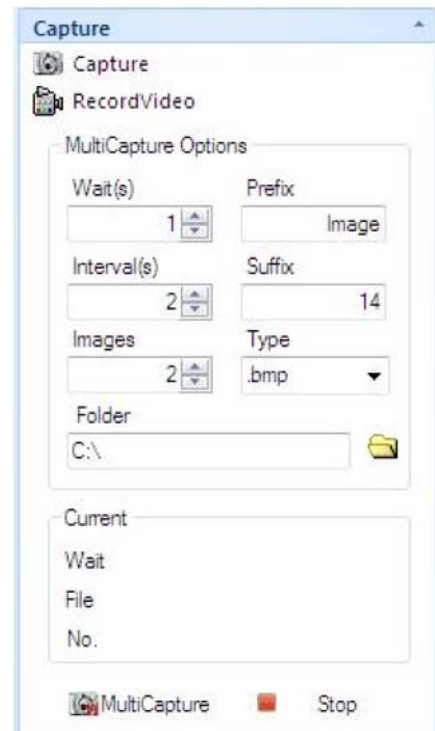 Capture
Capture
RecordVideo
MultiCapture Options
Wait(s) Prefix
1 Image
Interval(s) Suffix
2 14
Images Type
2 .bmp
Folder
C:\
Current
Wait
File
No.
MultiCapture Stop